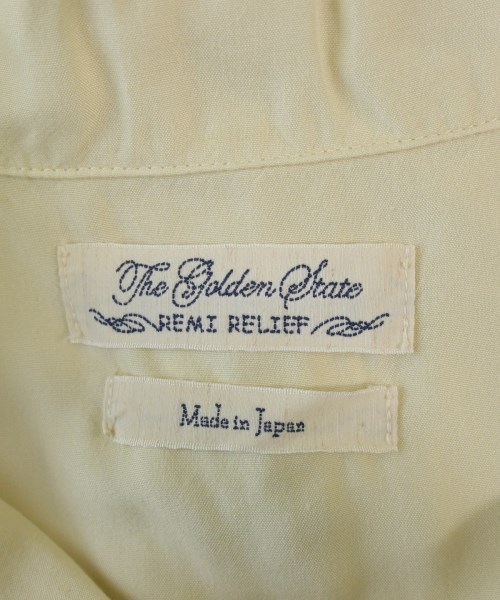 The Golden State
REMI RELIEF
Made in Japan